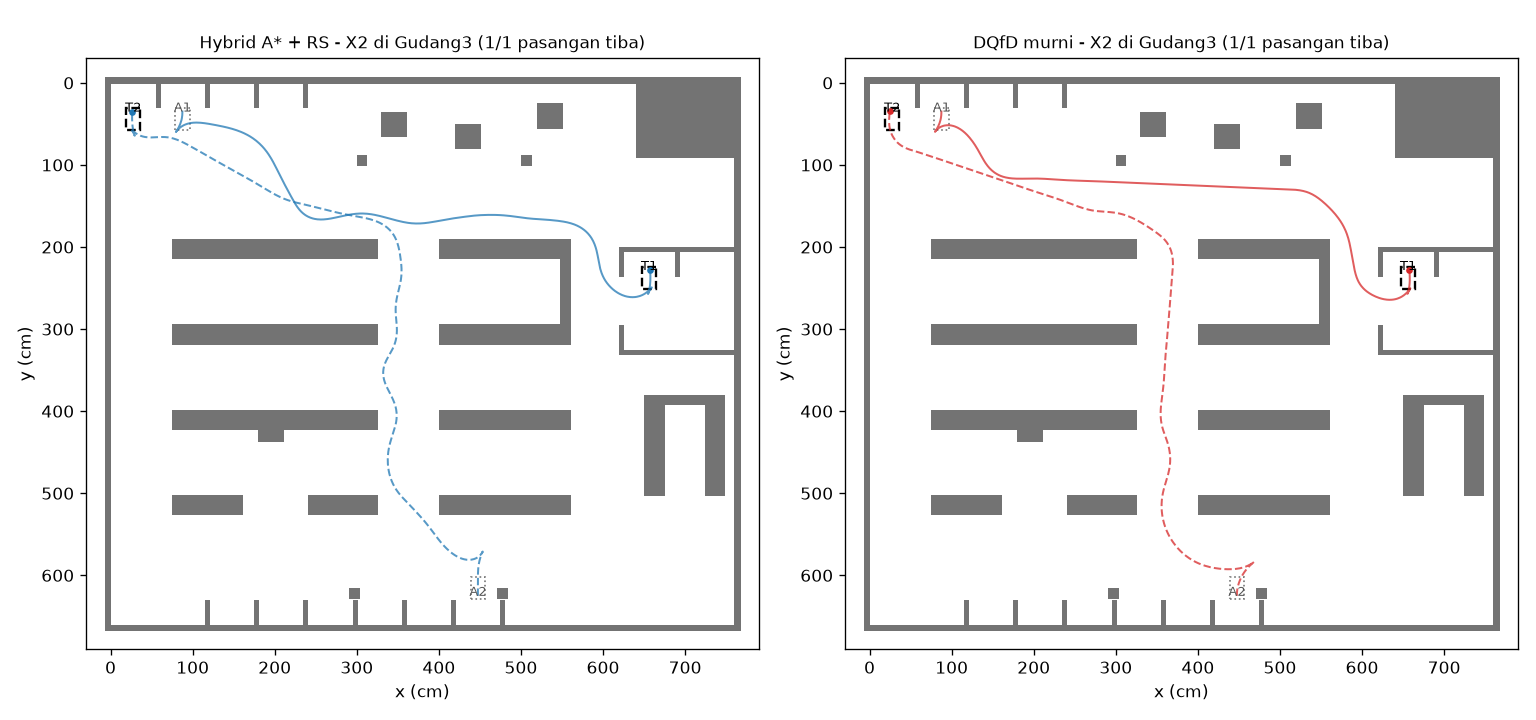 Hybrid A* + RS - X2 di Gudang3 (1/1 pasangan tiba)
0
100
200
300
400
500
600
y (cm)
T2
A1
T1
A2
0 100 200 300 400 500 600 700
x (cm)
DQfD murni - X2 di Gudang3 (1/1 pasangan tiba)
0
100
200
300
400
500
600
y (cm)
T2
A1
T1
A2
0 100 200 300 400 500 600 700
x (cm)